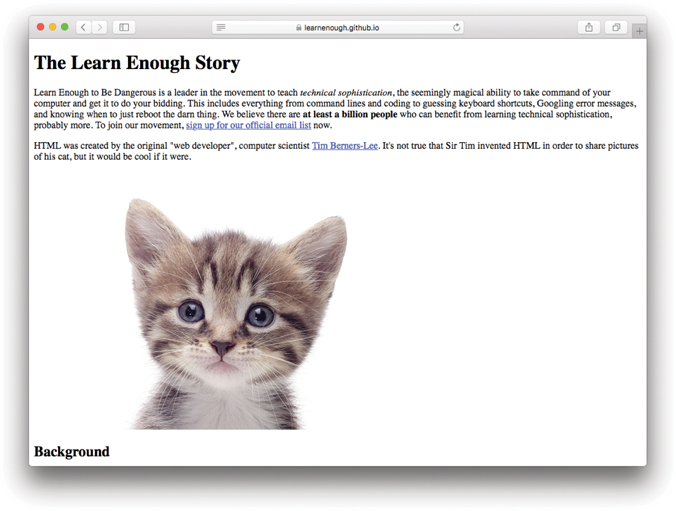 learnenough.github.io
The Learn Enough Story
Learn Enough to Be Dangerous is a leader in the movement to teach technical sophistication, the seemingly magical ability to take command of your
computer and get it to do your bidding. This includes everything from command lines and coding to guessing keyboard shortcuts, Googling error messages,
and knowing when to just reboot the darn thing. We believe there are at least a billion people who can benefit from learning technical sophistication,
probably more. To join our movement, sign up for our official email list now.
HTML was created by the original "web developer", computer scientist Tim Berners-Lee. It's not true that Sir Tim invented HTML in order to share pictures
of his cat, but it would be cool if it were.
Background